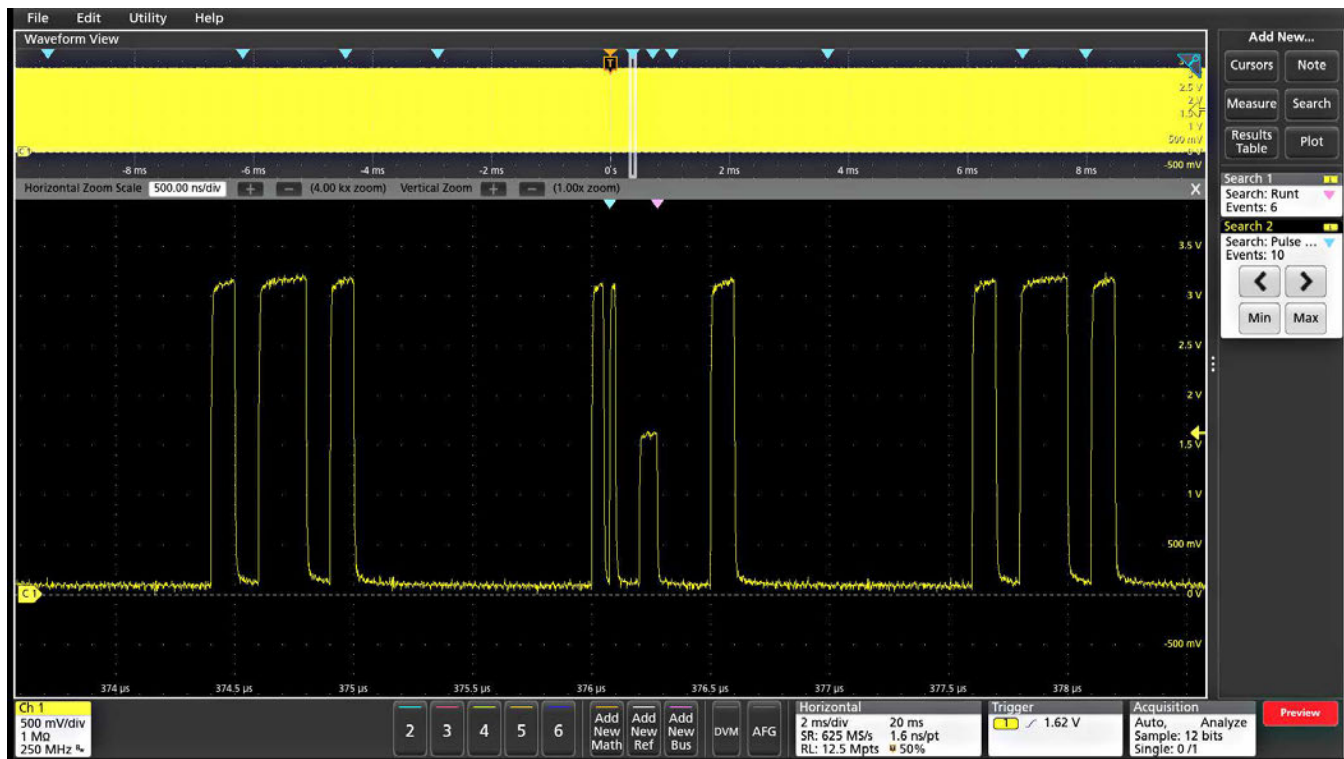 File Edit Utility Help
Waveform View
Add New...
Cursors Note
Measure Search
Results Table Plot
T
2.5 V
1 V
500 mV
-500 mV
C1
-8 ms -6 ms -4 ms -2 ms 0 s 2 ms 4 ms 6 ms 8 ms
Horizontal Zoom Scale 500.00 ns/div + − (4.00 kx zoom) Vertical Zoom + − (1.00x zoom) X
Search 1 1
Search: Runt
Events: 6
Search 2 1
Search: Pulse ...
Events: 10
< >
Min Max
3.5 V
3 V
2.5 V
2 V
1.5 V
1 V
500 mV
0 V
-500 mV
C1
374 µs 374.5 µs 375 µs 375.5 µs 376 µs 376.5 µs 377 µs 377.5 µs 378 µs
Ch 1
500 mV/div
1 MΩ
250 MHz
2 3 4 5 6
Add New Math
Add New Ref
Add New Bus
DVM AFG
Horizontal
2 ms/div 20 ms
SR: 625 MS/s 1.6 ns/pt
RL: 12.5 Mpts 50%
Trigger
1 1.62 V
Acquisition
Auto, Analyze
Sample: 12 bits
Single: 0 /1
Preview